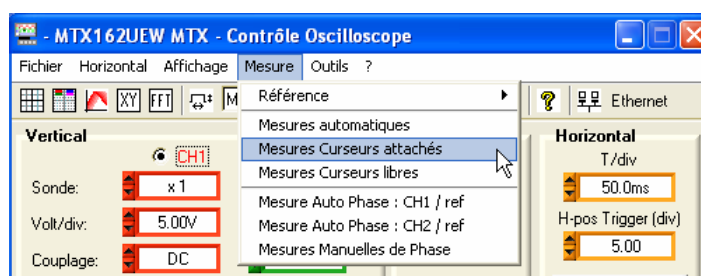 - MTX162UEW MTX - Contrôle Oscilloscope
Fichier Horizontal Affichage Mesure Outils ?
XY FFT Ethernet
Référence
Mesures automatiques
Mesures Curseurs attachés
Mesures Curseurs libres
Mesure Auto Phase : CH1 / ref
Mesure Auto Phase : CH2 / ref
Mesures Manuelles de Phase
Vertical
CH1
Sonde: x 1
Volt/div: 5.00V
Couplage: DC
Horizontal
T/div
50.0ms
H-pos Trigger (div)
5.00